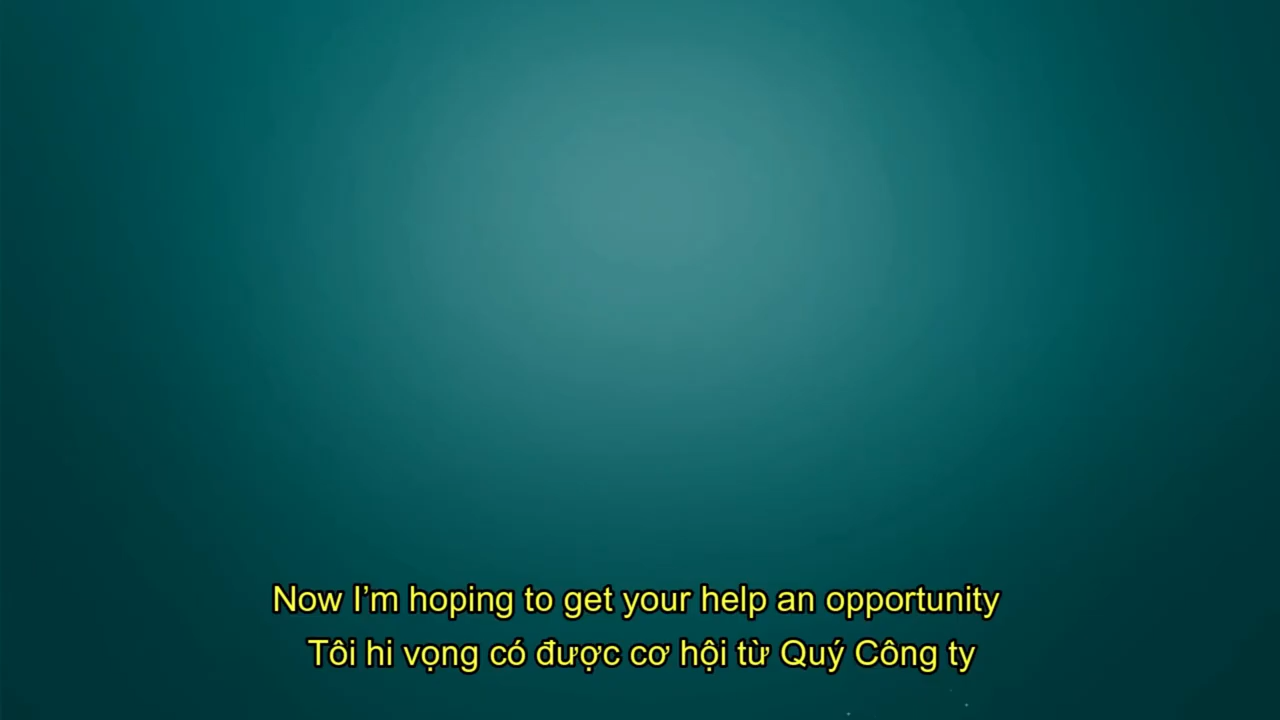 Now I’m hoping to get your help an opportunity
Tôi hi vọng có được cơ hội từ Quý Công ty